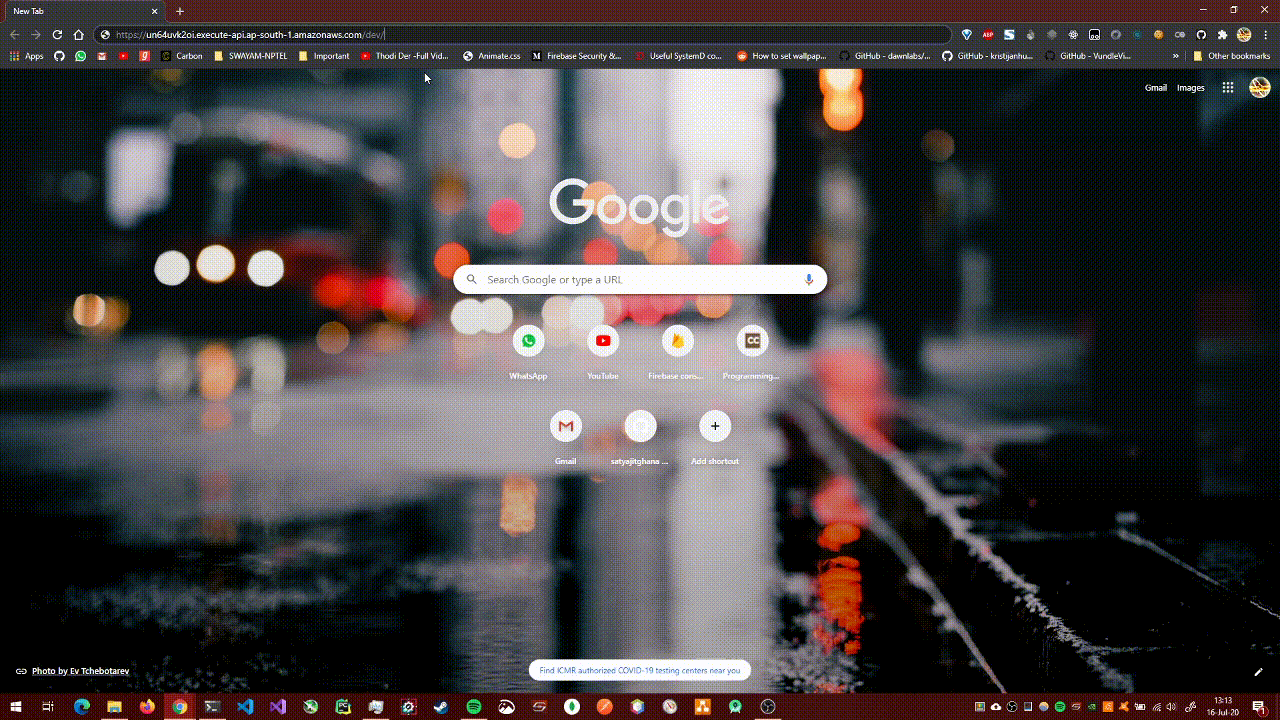 New Tab
https://un64uvk2oi.execute-api.ap-south-1.amazonaws.com/dev/
Apps
Carbon
SWAYAM-NPTEL
Important
Thodi Der -Full Vid...
Animate.css
Firebase Security &...
Useful SystemD co...
How to set wallpap...
GitHub - dawnlabs/...
GitHub - kristijanhu...
GitHub - VundleVi...
»
Other bookmarks
Gmail
Images
Google
Search Google or type a URL
WhatsApp
YouTube
Firebase cons...
Programming...
Gmail
satyajitghana ...
Add shortcut
Find ICMR authorized COVID-19 testing centers near you
Photo by Ev Tchebotarev
13:13
16-Jul-20